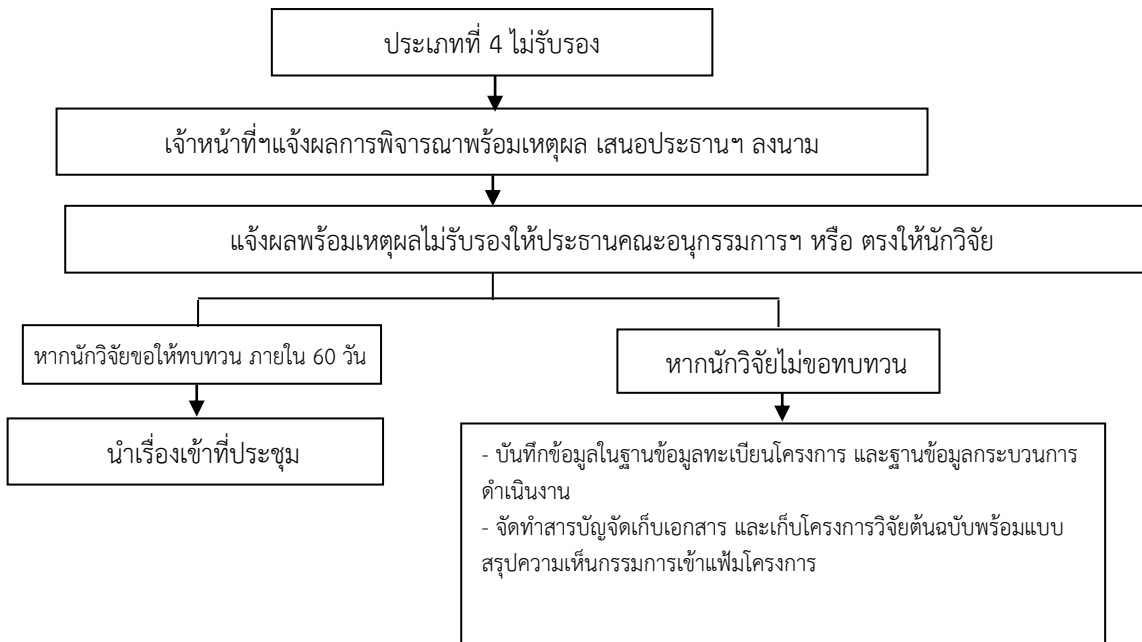 ประเภทที่ 4 ไม่รับรอง
เจ้าหน้าที่ฯแจ้งผลการพิจารณาพร้อมเหตุผล เสนอประธานฯ ลงนาม
แจ้งผลพร้อมเหตุผลไม่รับรองให้ประธานคณะอนุกรรมการฯ หรือ ตรงให้นักวิจัย
หากนักวิจัยขอให้ทบทวน ภายใน 60 วัน
นำเรื่องเข้าที่ประชุม
หากนักวิจัยไม่ขอทบทวน
- บันทึกข้อมูลในฐานข้อมูลทะเบียนโครงการ และฐานข้อมูลกระบวนการ
ดำเนินงาน
- จัดทำสารบัญจัดเก็บเอกสาร และเก็บโครงการวิจัยต้นฉบับพร้อมแบบ
สรุปความเห็นกรรมการเข้าแฟ้มโครงการ